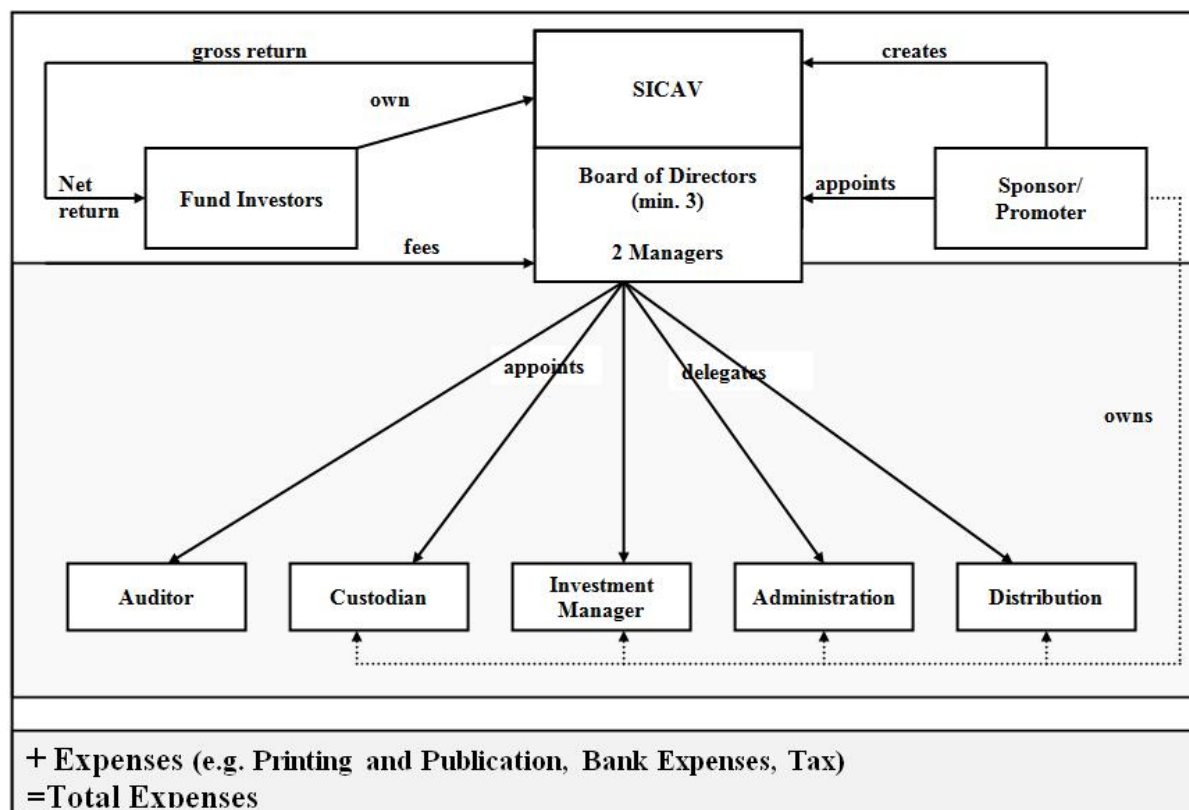 gross return
creates
SICAV
own
Net
return
Fund Investors
Board of Directors
(min. 3)
2 Managers
appoints
Sponsor/
Promoter
fees
appoints
delegates
owns
Auditor
Custodian
Investment
Manager
Administration
Distribution
+ Expenses (e.g. Printing and Publication, Bank Expenses, Tax)
=Total Expenses